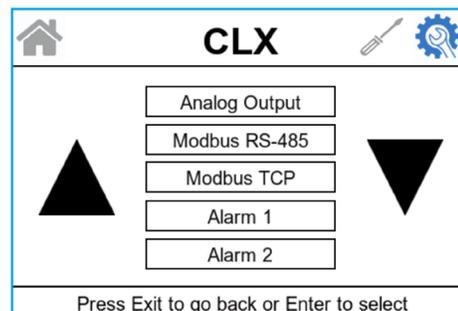 CLX
Analog Output
Modbus RS-485
Modbus TCP
Alarm 1
Alarm 2
Press Exit to go back or Enter to select